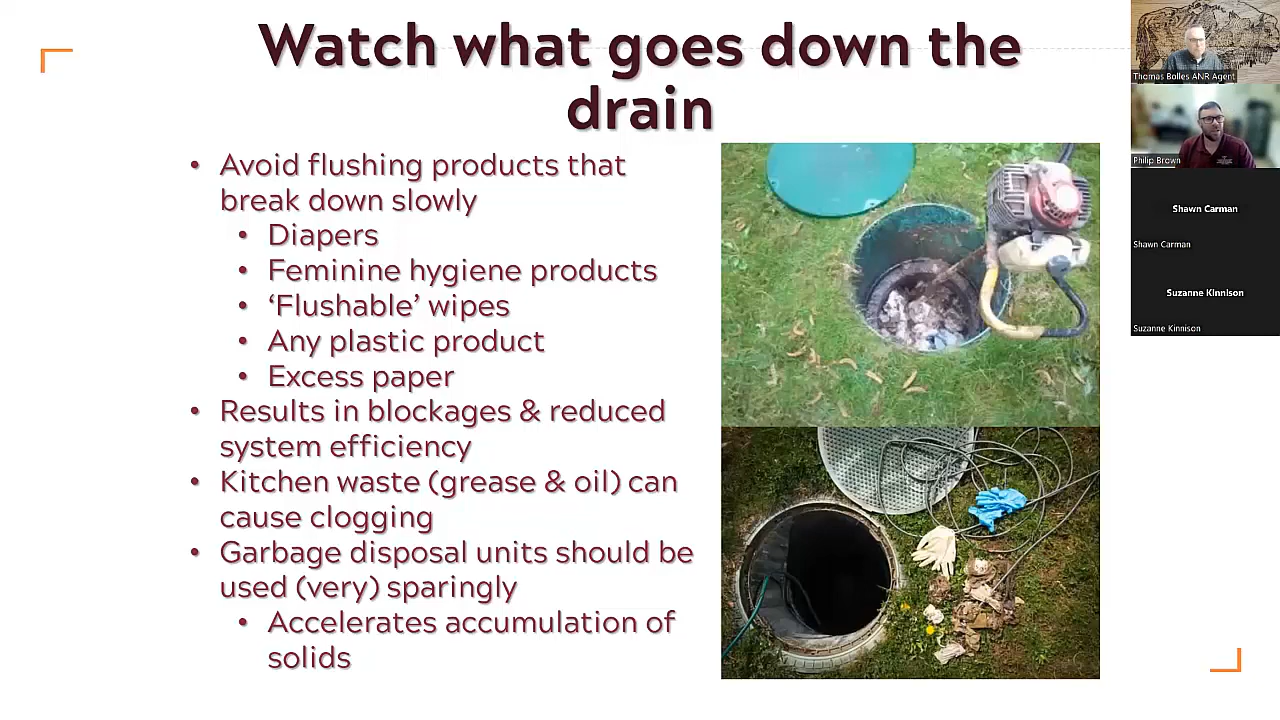 Watch what goes down the
drain
• Avoid flushing products that
break down slowly
• Diapers
• Feminine hygiene products
• ‘Flushable’ wipes
• Any plastic product
• Excess paper
• Results in blockages & reduced
system efficiency
• Kitchen waste (grease & oil) can
cause clogging
• Garbage disposal units should be
used (very) sparingly
• Accelerates accumulation of
solids
Thomas Bolles ANR Agent
Philip Brown
Shawn Carman
Shawn Carman
Suzanne Kinnison
Suzanne Kinnison